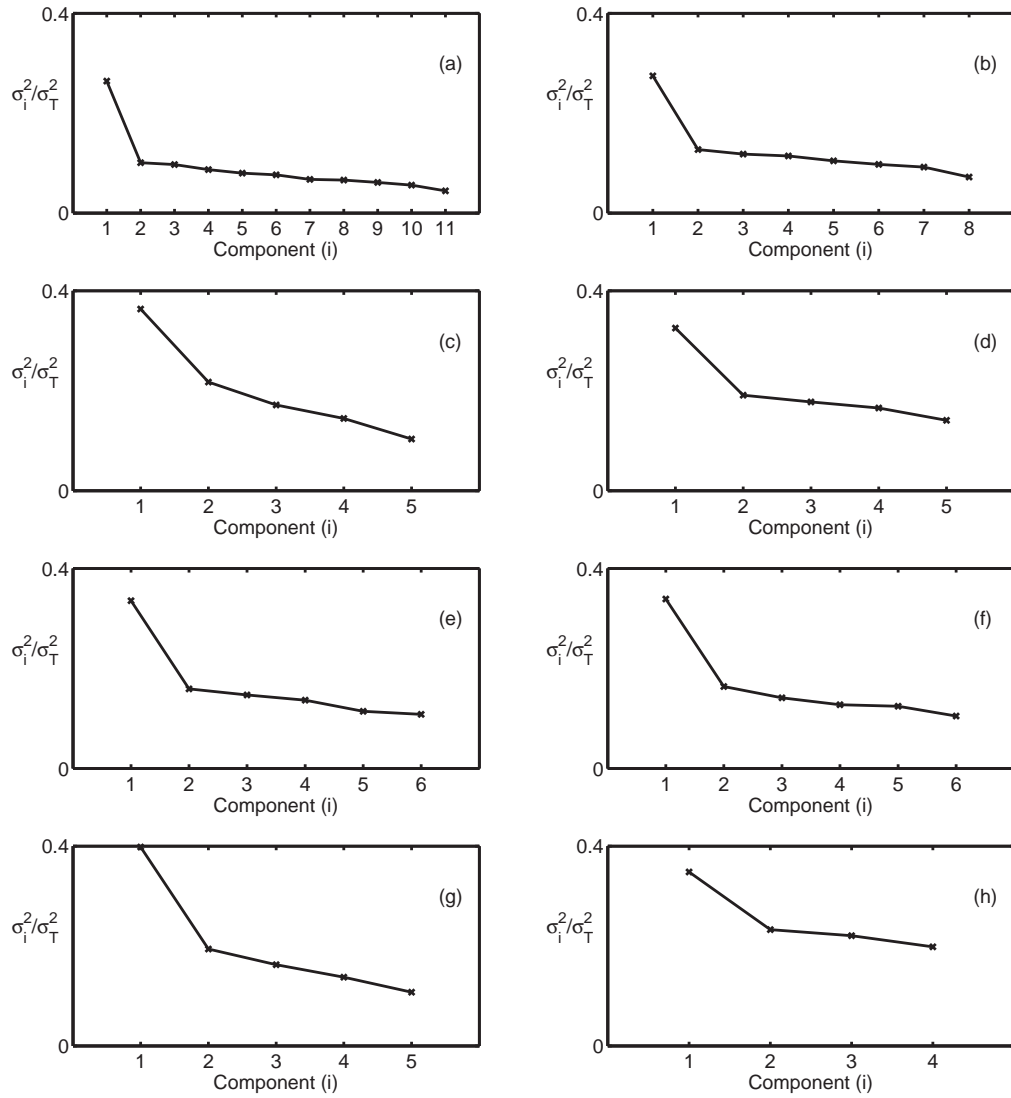 0.4
(a)
σ_i^2/σ_T^2
0
1 2 3 4 5 6 7 8 9 10 11
Component (i)
0.4
(b)
σ_i^2/σ_T^2
0
1 2 3 4 5 6 7 8
Component (i)
0.4
(c)
σ_i^2/σ_T^2
0
1 2 3 4 5
Component (i)
0.4
(d)
σ_i^2/σ_T^2
0
1 2 3 4 5
Component (i)
0.4
(e)
σ_i^2/σ_T^2
0
1 2 3 4 5 6
Component (i)
0.4
(f)
σ_i^2/σ_T^2
0
1 2 3 4 5 6
Component (i)
0.4
(g)
σ_i^2/σ_T^2
0
1 2 3 4 5
Component (i)
0.4
(h)
σ_i^2/σ_T^2
0
1 2 3 4
Component (i)